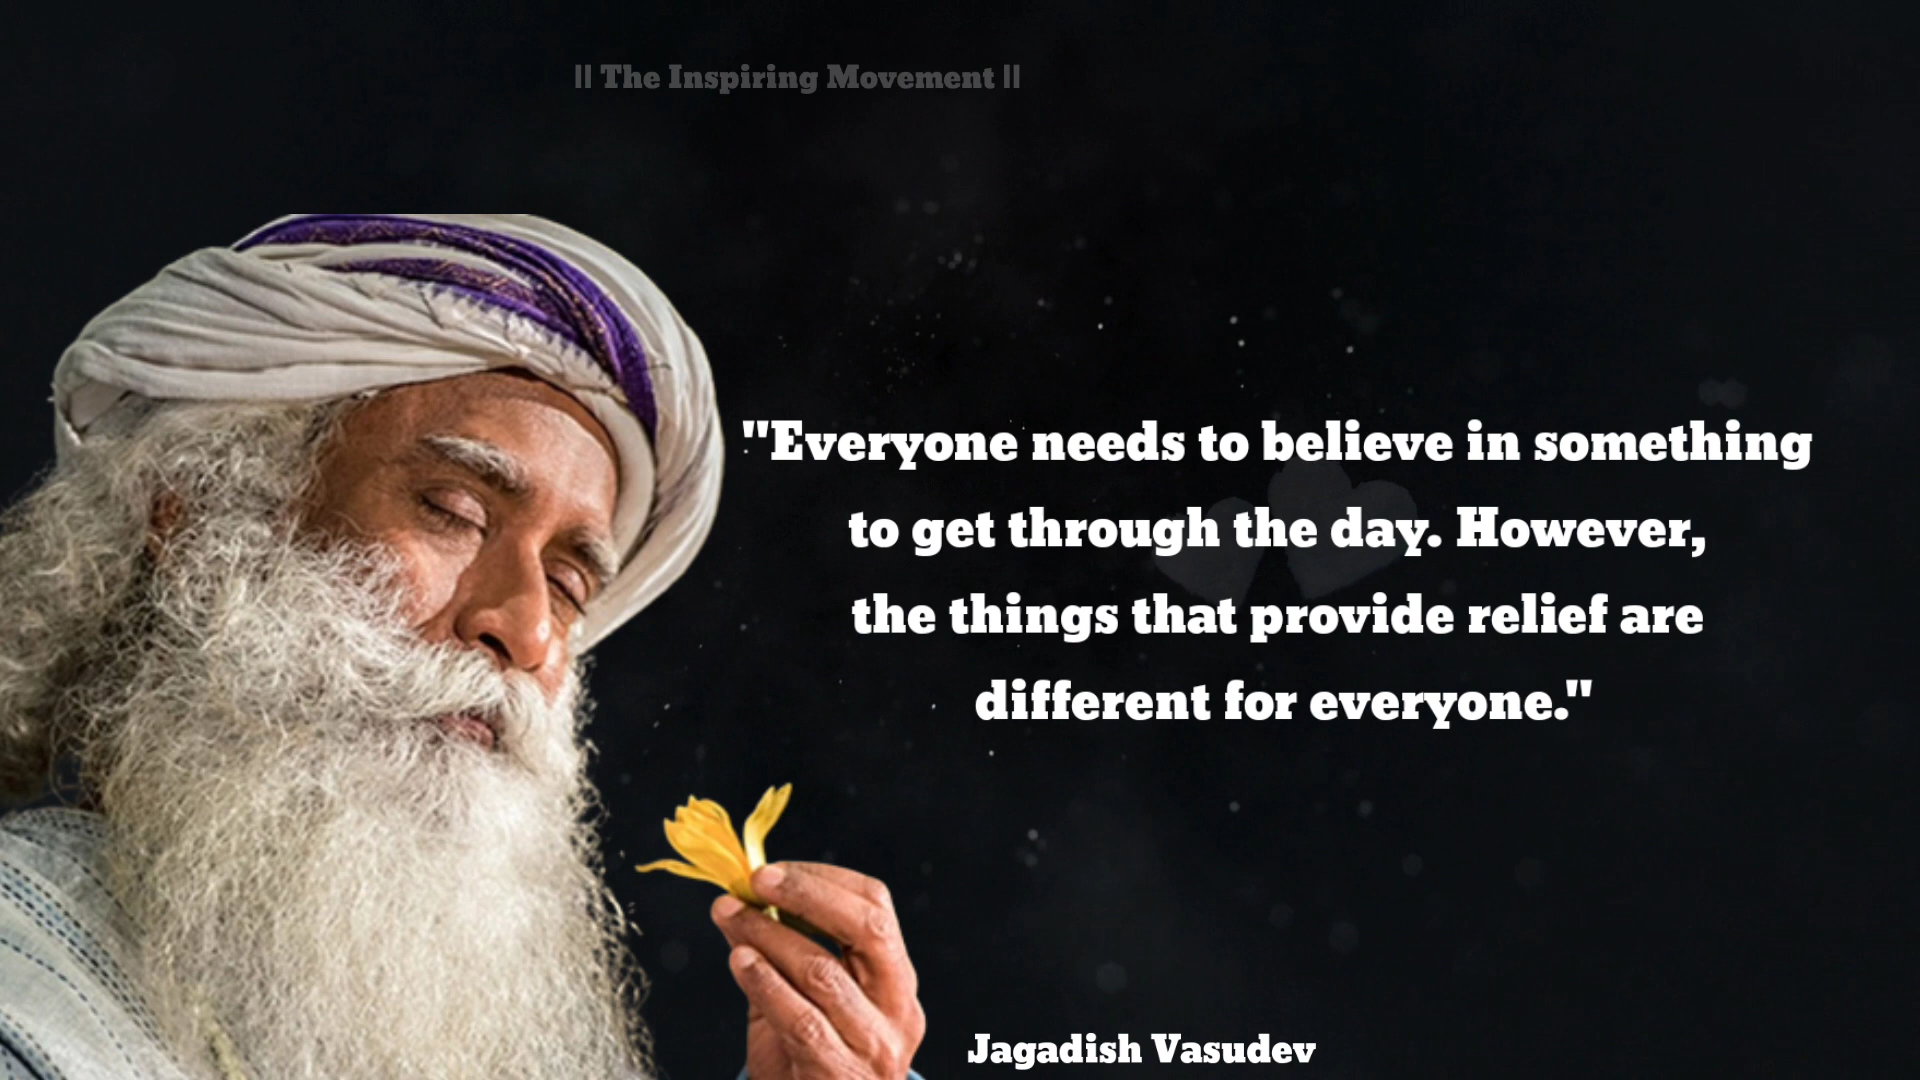 || The Inspiring Movement ||
"Everyone needs to believe in something
to get through the day. However,
the things that provide relief are
different for everyone."
Jagadish Vasudev